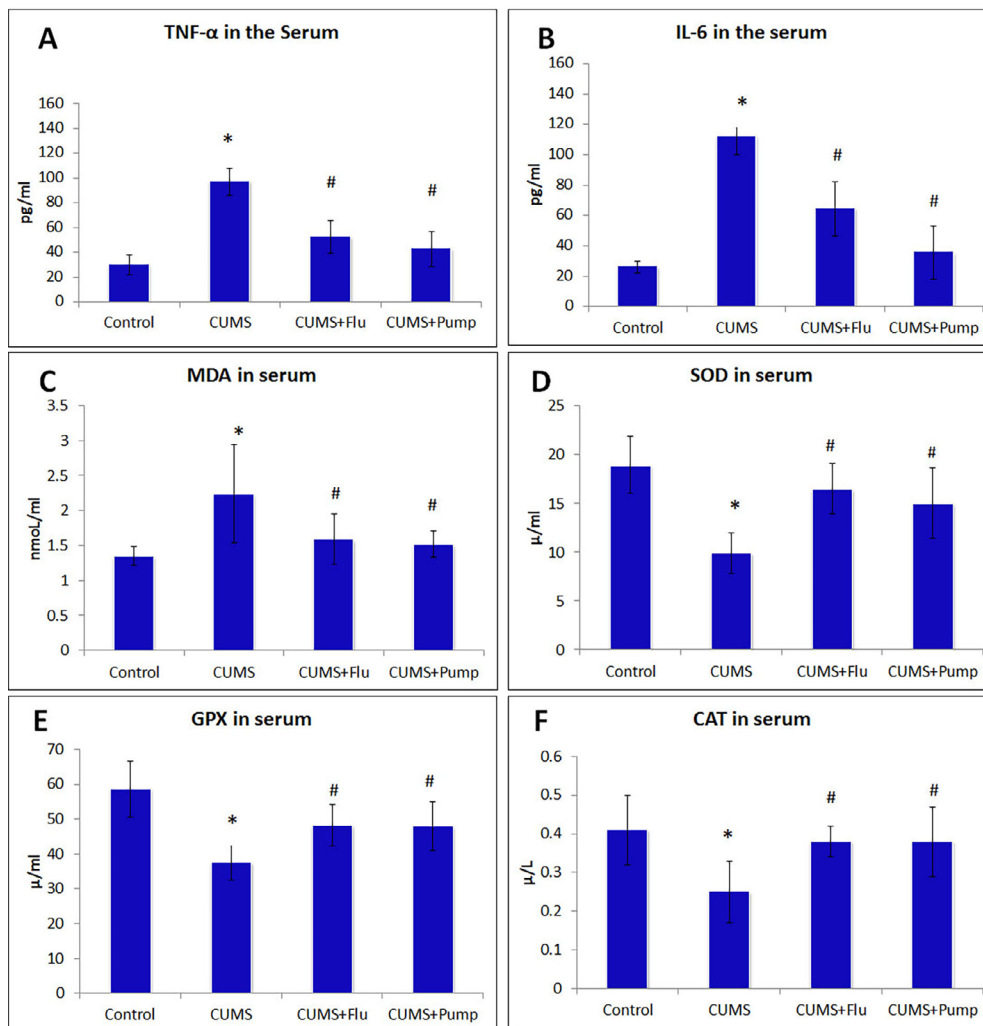 A
TNF-α in the Serum
160
140
120
100
80
60
40
20
0
pg/ml
*
#
#
Control CUMS CUMS+Flu CUMS+Pump
B
IL-6 in the serum
160
140
120
100
80
60
40
20
0
pg/ml
*
#
#
Control CUMS CUMS+Flu CUMS+Pump
C
MDA in serum
3.5
3
2.5
2
1.5
1
0.5
0
nmoL/ml
*
#
#
Control CUMS CUMS+Flu CUMS+Pump
D
SOD in serum
25
20
15
10
5
0
µ/ml
*
#
#
Control CUMS CUMS+Flu CUMS+Pump
E
GPX in serum
70
60
50
40
30
20
10
0
µ/ml
*
#
#
Control CUMS CUMS+Flu CUMS+Pump
F
CAT in serum
0.6
0.5
0.4
0.3
0.2
0.1
0
µ/L
*
#
#
Control CUMS CUMS+Flu CUMS+Pump